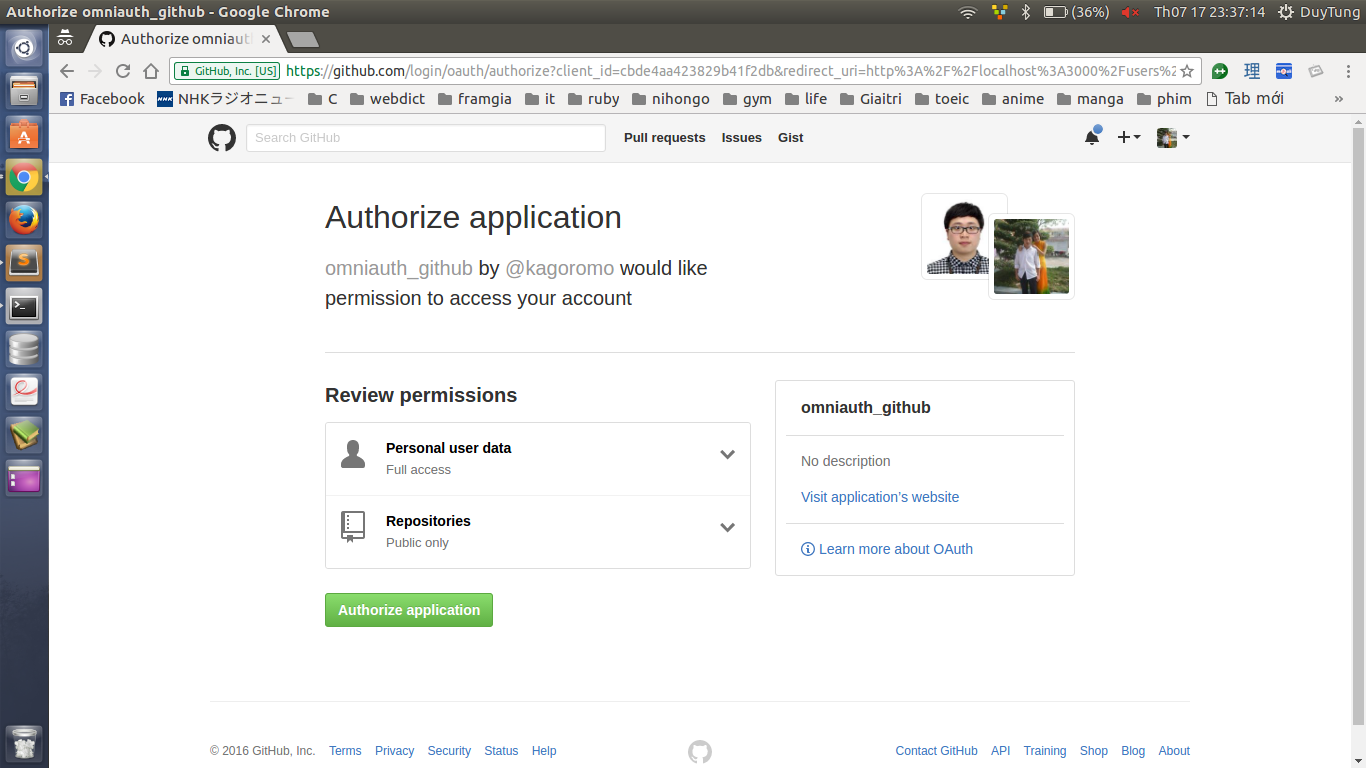 Authorize omniauth_github - Google Chrome
(36%) Th07 17 23:37:14 DuyTung
Authorize omniaut
GitHub, Inc. [US] https://github.com/login/oauth/authorize?client_id=cbde4aa423829b41f2db&redirect_uri=http%3A%2F%2Flocalhost%3A3000%2Fusers%2 理
Facebook NHK NHKラジオニュー C webdict framgia it ruby nihongo gym life Giaitri toeic anime manga phim Tab mới »
Search GitHub Pull requests Issues Gist
Authorize application
omniauth_github by @kagoromo would like
permission to access your account
Review permissions
Personal user data
Full access
Repositories
Public only
Authorize application
omniauth_github
No description
Visit application's website
Learn more about OAuth
© 2016 GitHub, Inc. Terms Privacy Security Status Help Contact GitHub API Training Shop Blog About